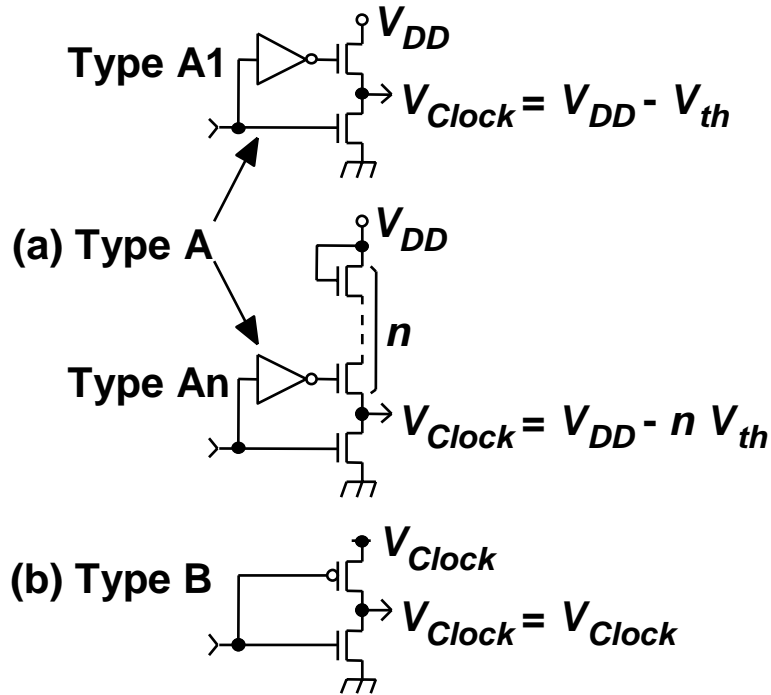 V_DD
Type A1
V_Clock = V_DD - V_th
(a) Type A
V_DD
n
Type An
V_Clock = V_DD - n V_th
(b) Type B
V_Clock
V_Clock = V_Clock